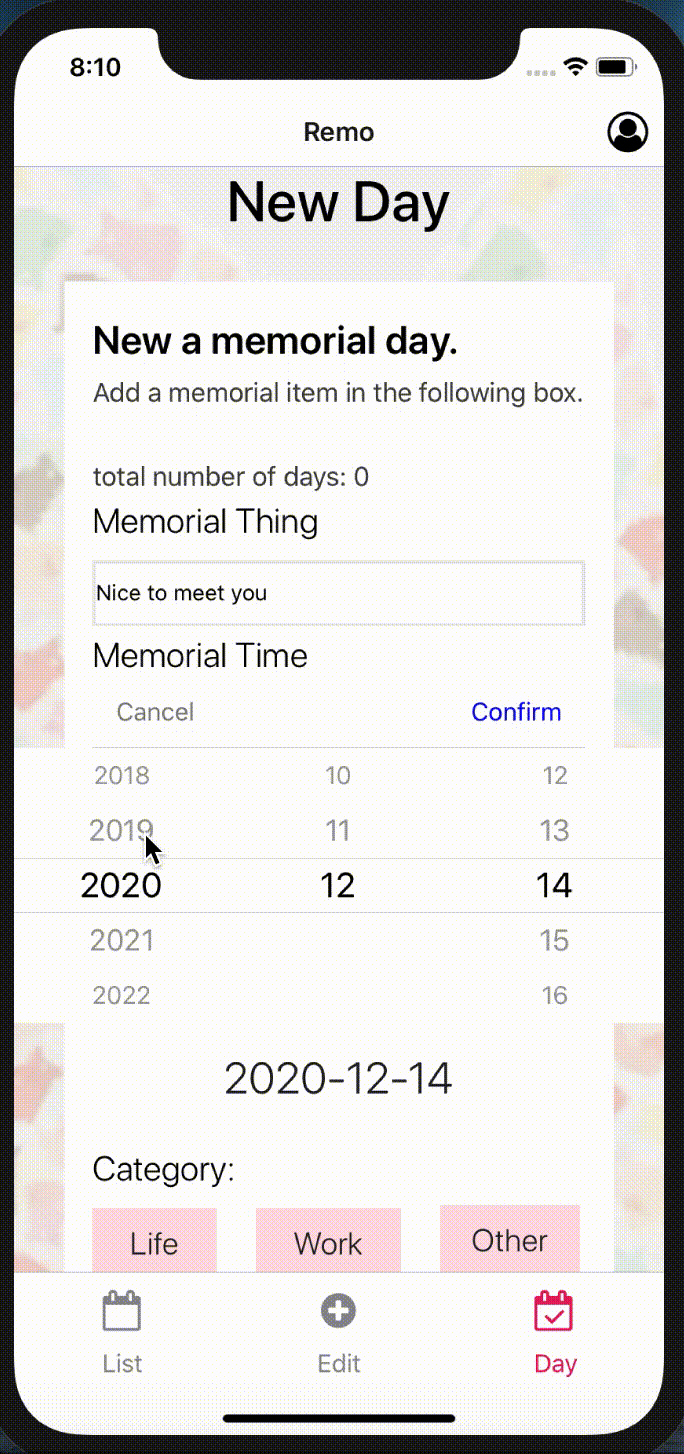 8:10
Remo
New Day
New a memorial day.
Add a memorial item in the following box.
total number of days: 0
Memorial Thing
Nice to meet you
Memorial Time
Cancel Confirm
2018 10 12
2019 11 13
2020 12 14
2021 15
2022 16
2020-12-14
Category:
Life Work Other
List Edit Day